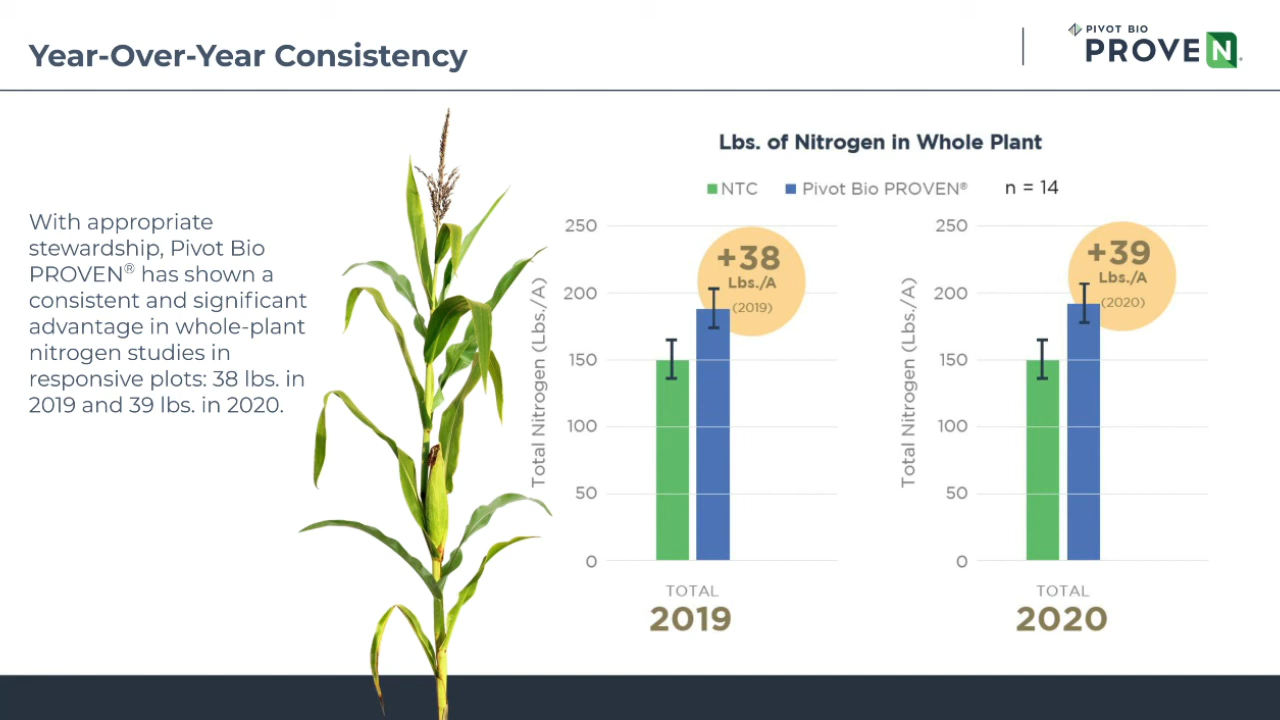 Year-Over-Year Consistency
PIVOT BIO
PROVEN®
With appropriate
stewardship, Pivot Bio
PROVEN® has shown a
consistent and significant
advantage in whole-plant
nitrogen studies in
responsive plots: 38 lbs. in
2019 and 39 lbs. in 2020.
Lbs. of Nitrogen in Whole Plant
NTC Pivot Bio PROVEN® n = 14
Total Nitrogen (Lbs./A)
250
200
150
100
50
0
+38
Lbs./A
(2019)
TOTAL
2019
Total Nitrogen (Lbs./A)
250
200
150
100
50
0
+39
Lbs./A
(2020)
TOTAL
2020